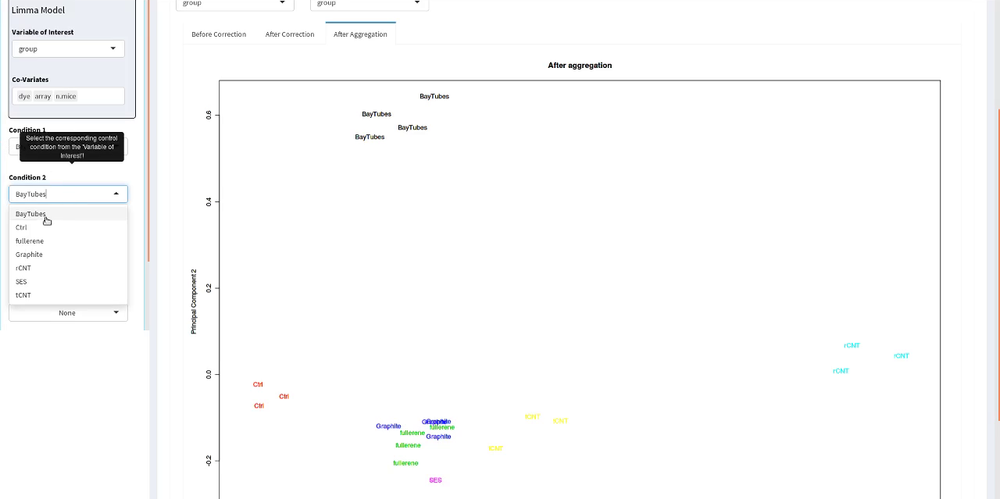 Limma Model
Variable of Interest
group
Co-Variates
dye array n.mice
Condition 1
Select the corresponding control
condition from the 'Variable of
Interest'!
Condition 2
BayTubes
BayTubes
Ctrl
fullerene
Graphite
rCNT
SES
tCNT
None
group group
Before Correction After Correction After Aggregation
After aggregation
Principal Component 2
0.6
0.4
0.2
0.0
-0.2
BayTubes
BayTubes
BayTubes
BayTubes
rCNT
rCNT
rCNT
Ctrl
Ctrl
Ctrl
tCNT
tCNT
Graphite
Graphite
Graphite
fullerene
fullerene
Graphite
fullerene
tCNT
fullerene
SES